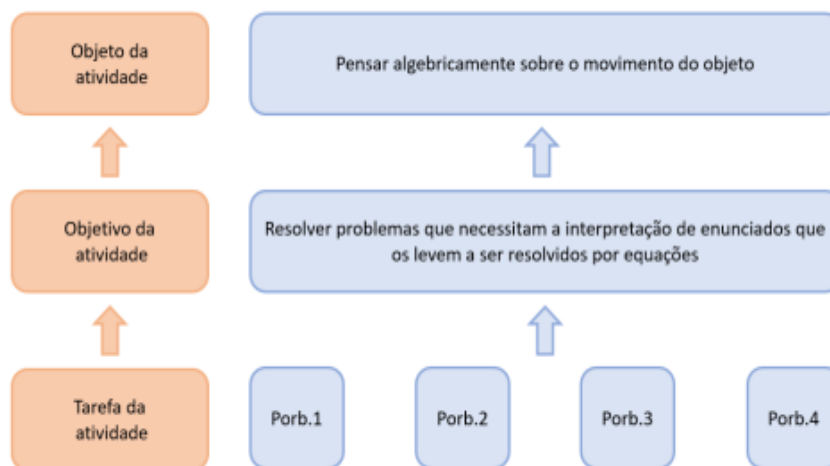 Objeto da
atividade
Pensar algebricamente sobre o movimento do objeto
Objetivo da
atividade
Resolver problemas que necessitam a interpretação de enunciados que
os levem a ser resolvidos por equações
Tarefa da
atividade
Porb.1
Porb.2
Porb.3
Porb.4